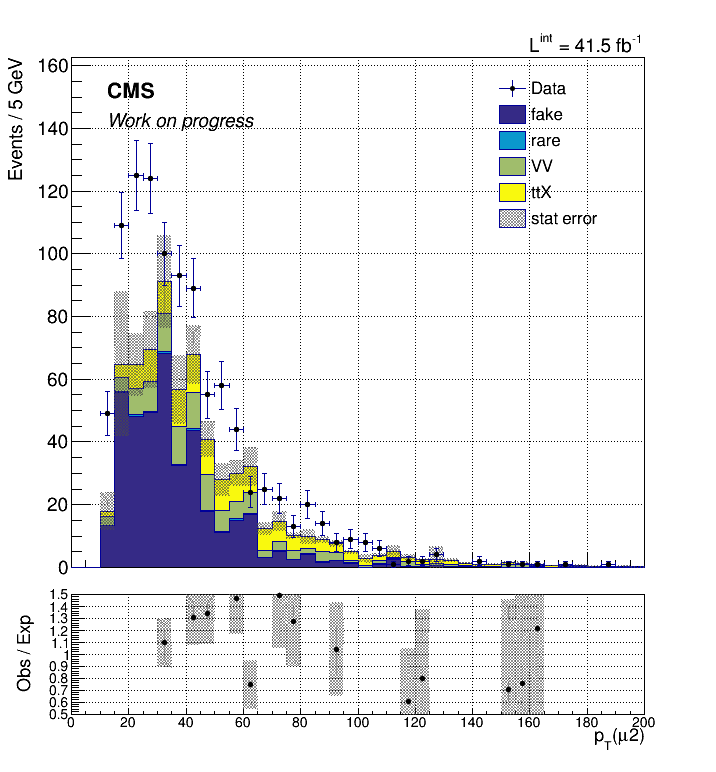 L^int = 41.5 fb^-1
Events / 5 GeV
160
140
120
100
80
60
40
20
0
CMS
Work on progress
Data
fake
rare
VV
ttX
stat error
Obs / Exp
1.5
1.4
1.3
1.2
1.1
1
0.9
0.8
0.7
0.6
0.5
0 20 40 60 80 100 120 140 160 180 200
p_T(μ2)